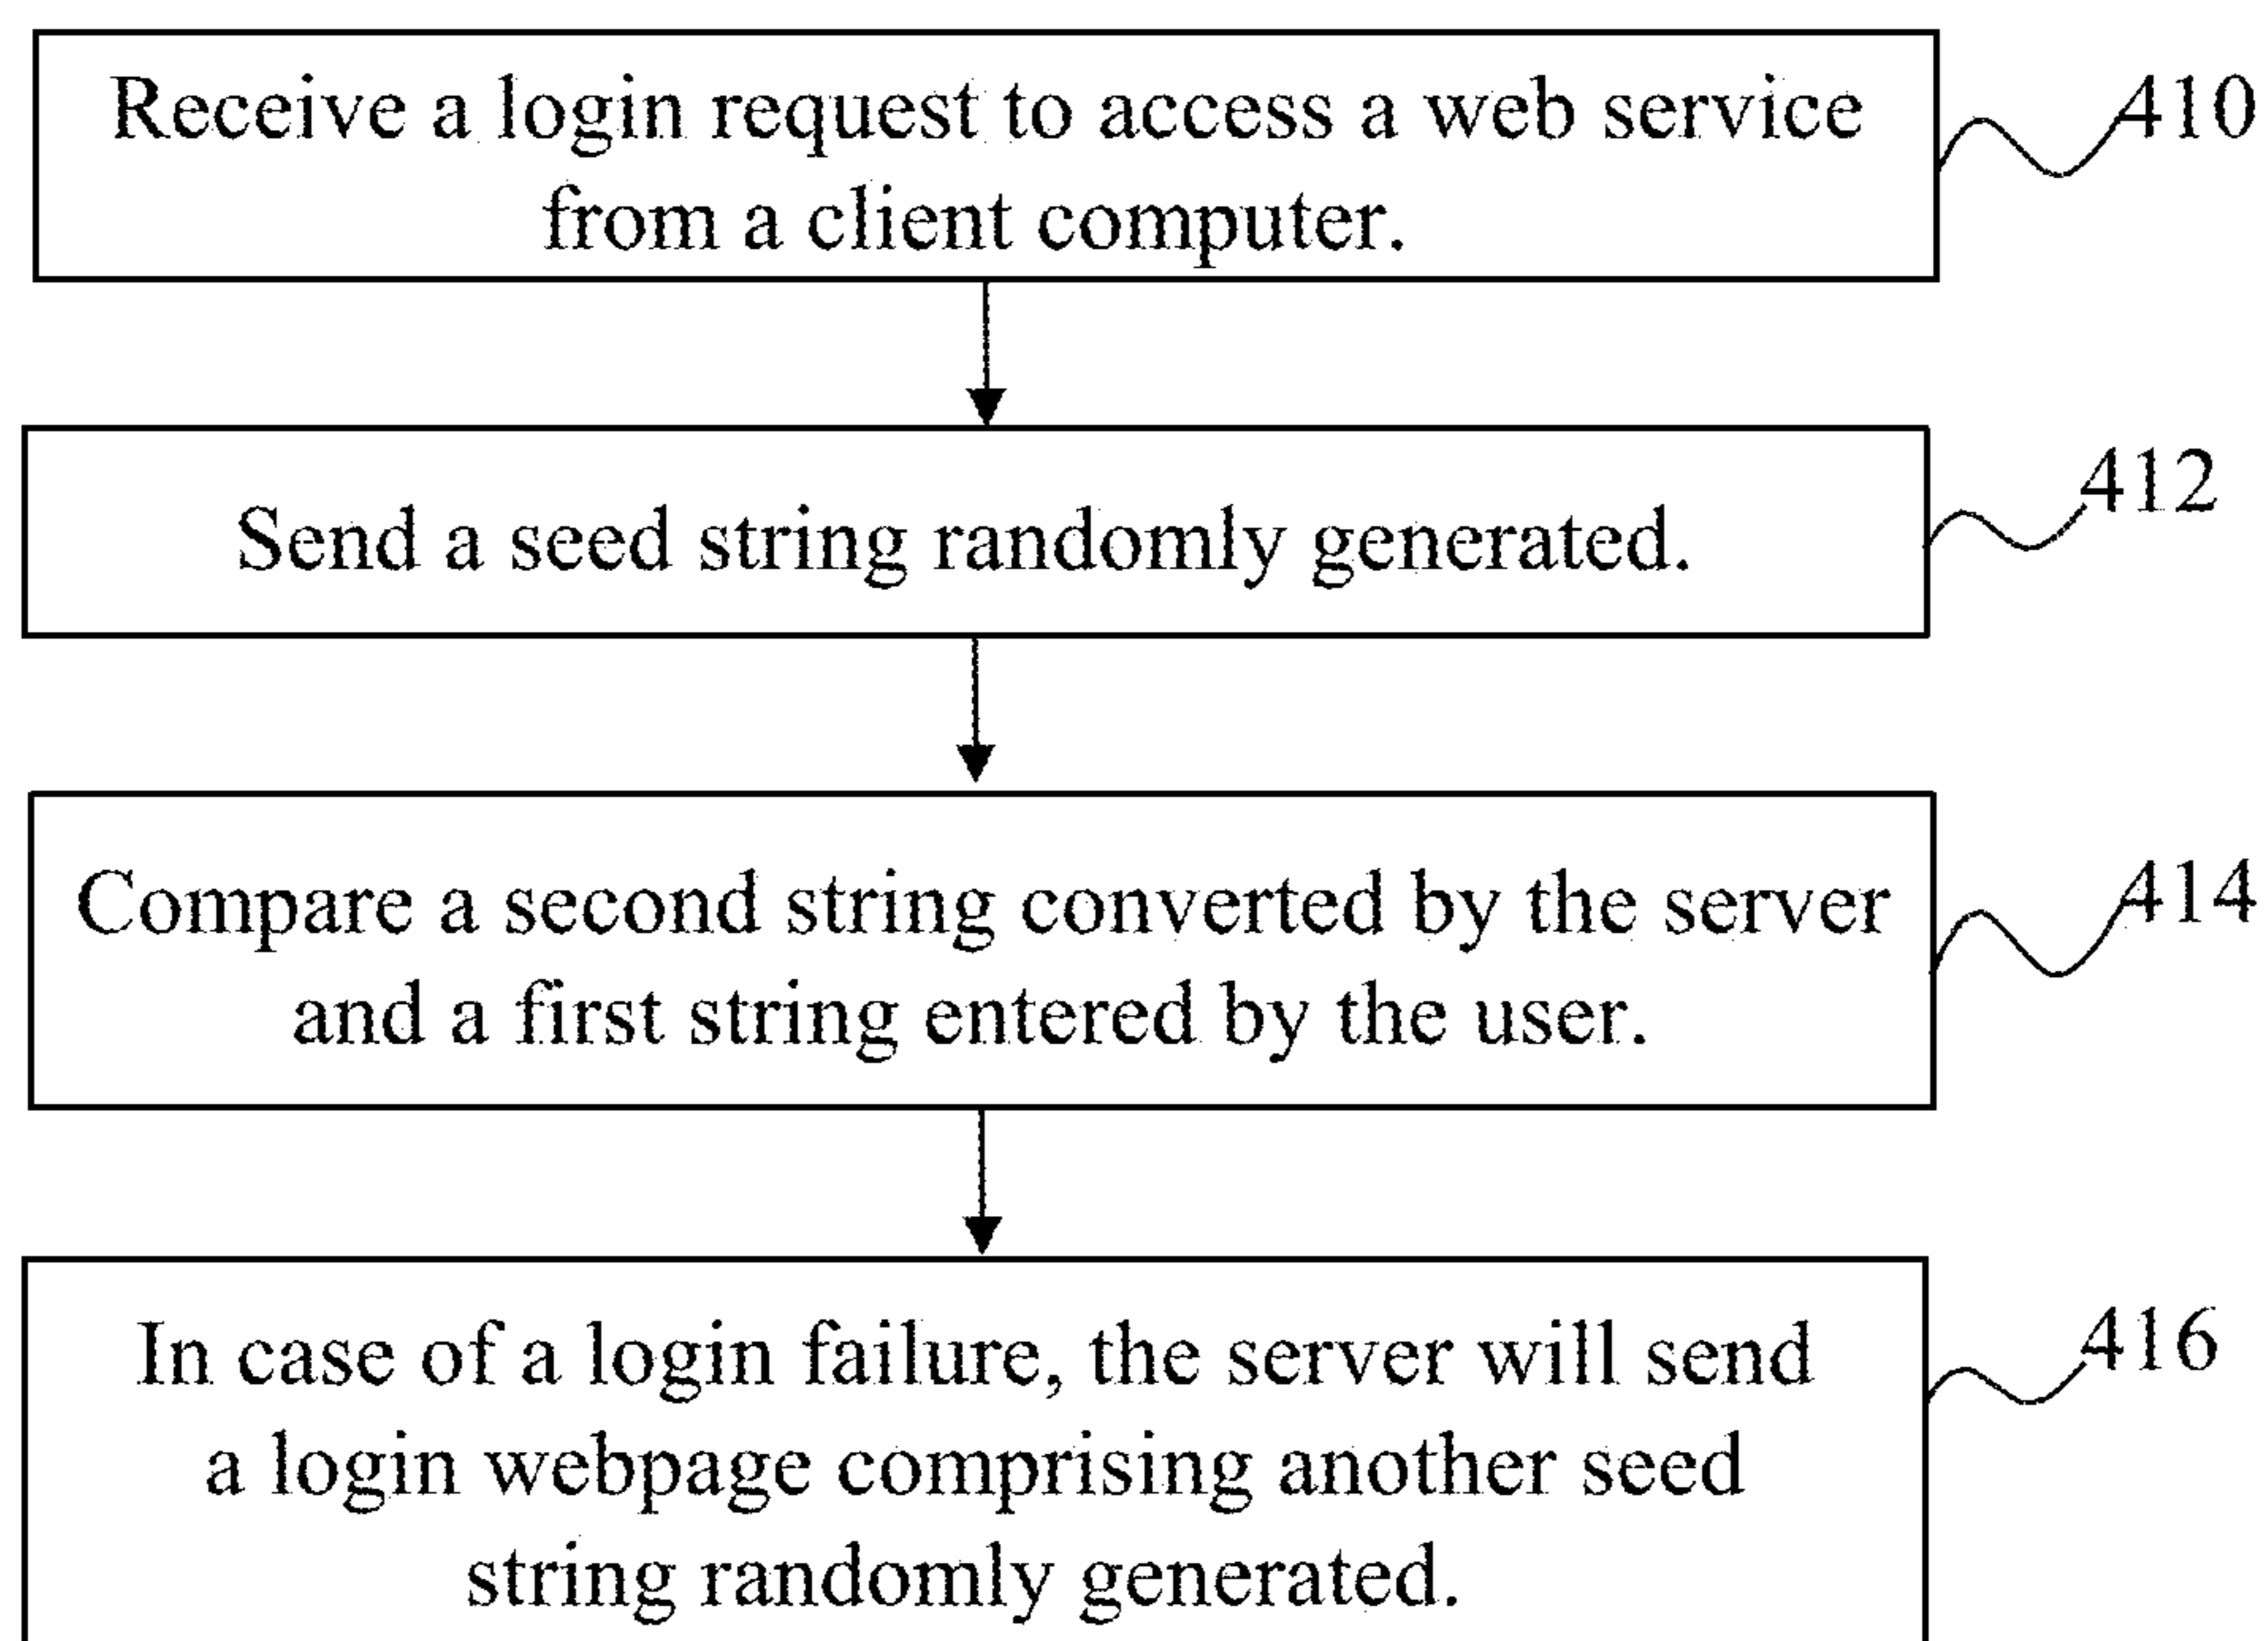 Receive a login request to access a web service
from a client computer.
410
Send a seed string randomly generated.
412
Compare a second string converted by the server
and a first string entered by the user.
414
In case of a login failure, the server will send
a login webpage comprising another seed
string randomly generated.
416